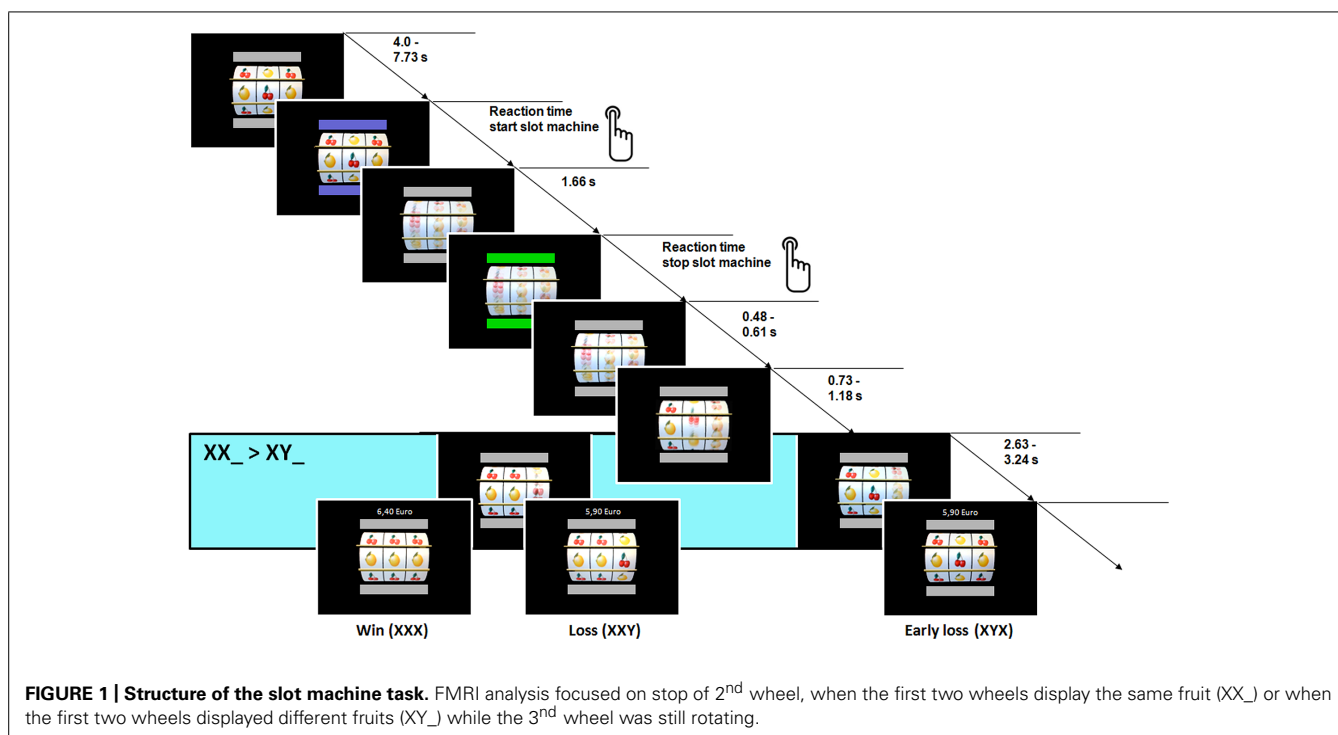 4.0 -
7.73 s
Reaction time
start slot machine
1.66 s
Reaction time
stop slot machine
0.48 -
0.61 s
0.73 -
1.18 s
2.63 -
3.24 s
XX_ > XY_
6,40 Euro
5,90 Euro
5,90 Euro
Win (XXX)
Loss (XXY)
Early loss (XYX)
FIGURE 1 | Structure of the slot machine task. FMRI analysis focused on stop of 2nd wheel, when the first two wheels display the same fruit (XX_) or when
the first two wheels displayed different fruits (XY_) while the 3nd wheel was still rotating.